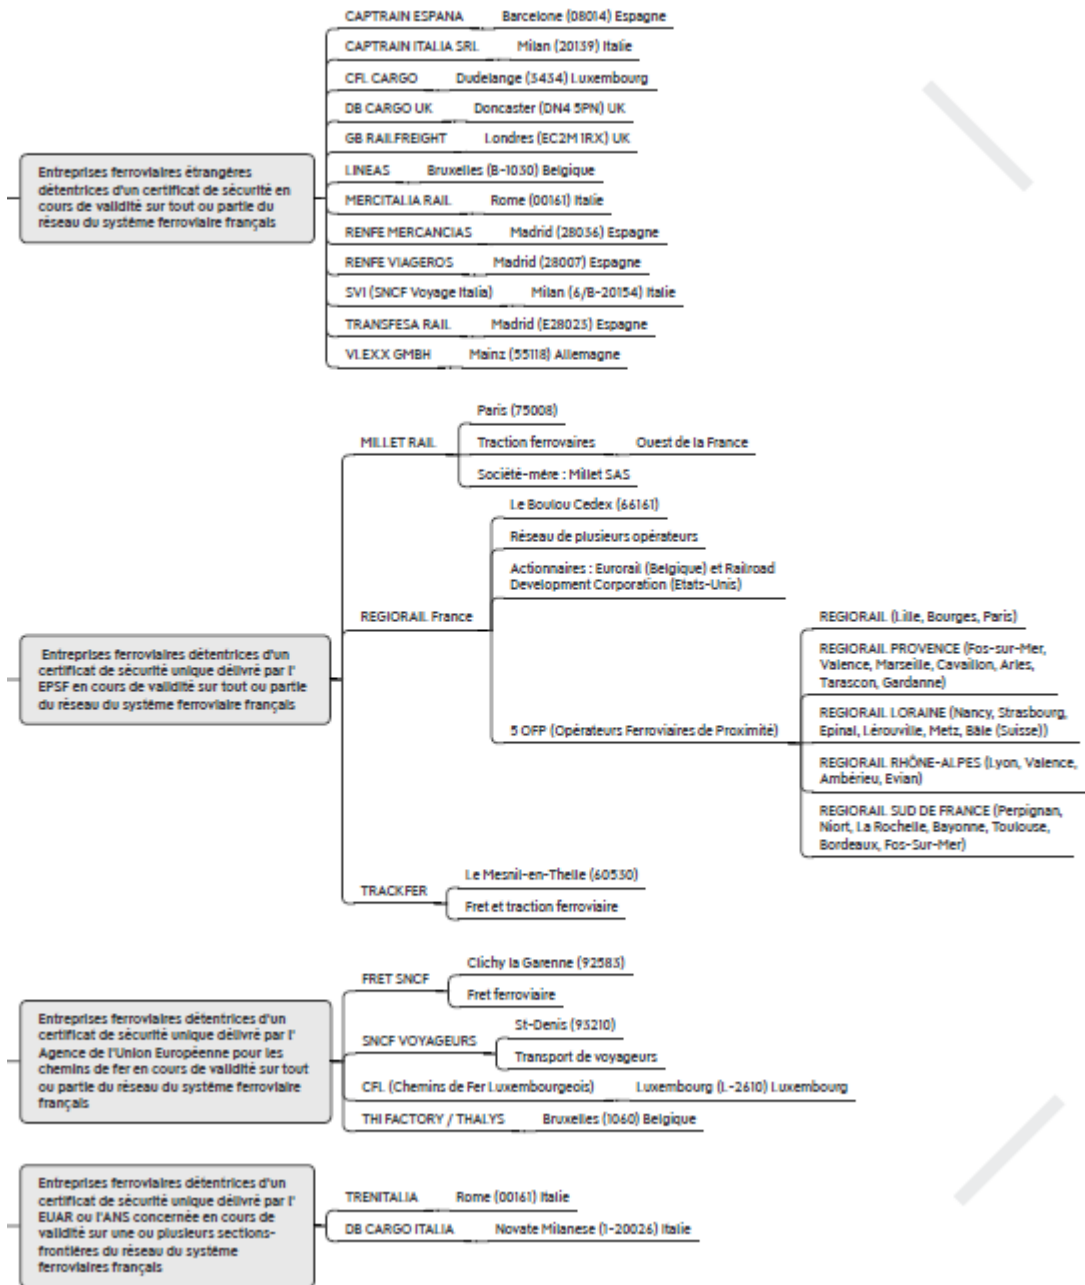 CAPTRAIN ESPANA Barcelone (08014) Espagne
CAPTRAIN ITALIA SRL Milan (20139) Italie
CFL CARGO Dudelange (3434) Luxembourg
DB CARGO UK Doncaster (DN4 5PN) UK
GB RAILFREIGHT Londres (EC2M 1RX) UK
LINEAS Bruxelles (B-1030) Belgique
MERCITALIA RAIL Rome (00161) Italie
RENFE MERCANCIAS Madrid (28036) Espagne
RENFE VIAGEROS Madrid (28007) Espagne
SVI (SNCF Voyage Italia) Milan (6/B-20154) Italie
TRANSFESA RAIL Madrid (E28023) Espagne
VLEXX GMBH Mainz (55118) Allemagne
Entreprises ferroviaires étrangères
détentrices d'un certificat de sécurité en
cours de validité sur tout ou partie du
réseau du système ferroviaire français
Entreprises ferroviaires détentrices d'un
certificat de sécurité unique délivré par l'
EPSF en cours de validité sur tout ou partie
du réseau du système ferroviaire français
MILLET RAIL
Paris (75008)
Traction ferrovaires Ouest de la France
Société-mère : Millet SAS
REGIORAIL France
Le Boulou Cedex (66161)
Réseau de plusieurs opérateurs
Actionnaires : Eurorail (Belgique) et Railroad
Development Corporation (Etats-Unis)
5 OFP (Opérateurs Ferroviaires de Proximité)
REGIORAIL (Lille, Bourges, Paris)
REGIORAIL PROVENCE (Fos-sur-Mer,
Valence, Marseille, Cavaillon, Arles,
Tarascon, Gardanne)
REGIORAIL LORAINE (Nancy, Strasbourg,
Epinal, Lérouville, Metz, Bâle (Suisse))
REGIORAIL RHÔNE-ALPES (Lyon, Valence,
Ambérieu, Evian)
REGIORAIL SUD DE FRANCE (Perpignan,
Niort, La Rochelle, Bayonne, Toulouse,
Bordeaux, Fos-Sur-Mer)
TRACKFER
Le Mesnil-en-Thelle (60530)
Fret et traction ferroviaire
Entreprises ferroviaires détentrices d'un
certificat de sécurité unique délivré par l'
Agence de l'Union Européenne pour les
chemins de fer en cours de validité sur tout
ou partie du réseau du système ferroviaire
français
FRET SNCF
Clichy la Garenne (92583)
Fret ferroviaire
SNCF VOYAGEURS
St-Denis (93210)
Transport de voyageurs
CFL (Chemins de Fer Luxembourgeois) Luxembourg (L-2610) Luxembourg
THI FACTORY / THALYS Bruxelles (1060) Belgique
Entreprises ferroviaires détentrices d'un
certificat de sécurité unique délivré par l'
EUAR ou l'ANS concernée en cours de
validité sur une ou plusieurs sections-
frontières du réseau du système
ferroviaires français
TRENITALIA Rome (00161) Italie
DB CARGO ITALIA Novate Milanese (1-20026) Italie